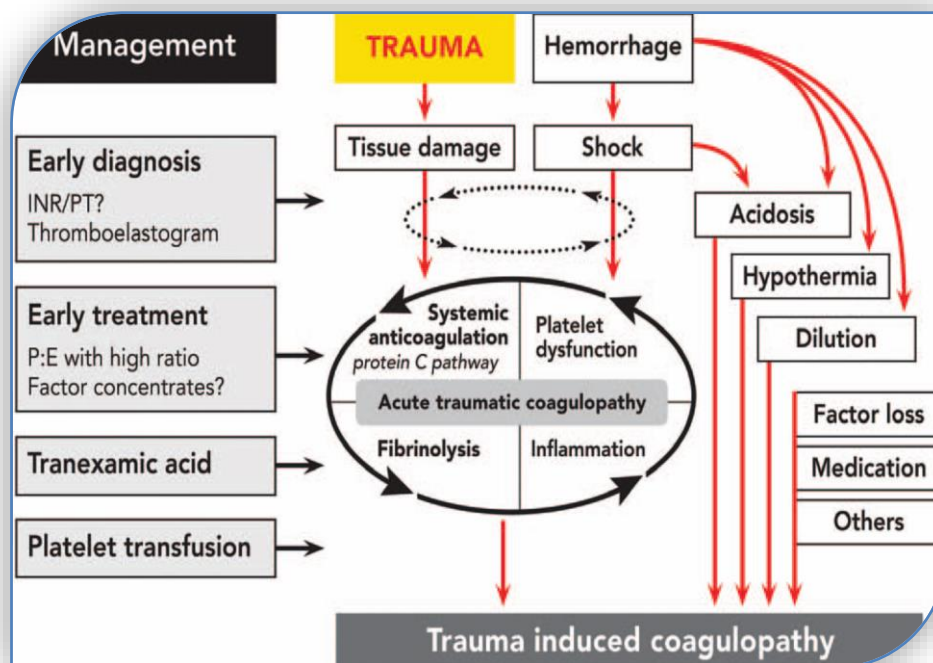 Management
TRAUMA
Hemorrhage
Early diagnosis
INR/PT?
Thromboelastogram
Tissue damage
Shock
Acidosis
Hypothermia
Dilution
Early treatment
P:E with high ratio
Factor concentrates?
Systemic
anticoagulation
protein C pathway
Platelet
dysfunction
Acute traumatic coagulopathy
Fibrinolysis
Inflammation
Factor loss
Medication
Others
Tranexamic acid
Platelet transfusion
Trauma induced coagulopathy